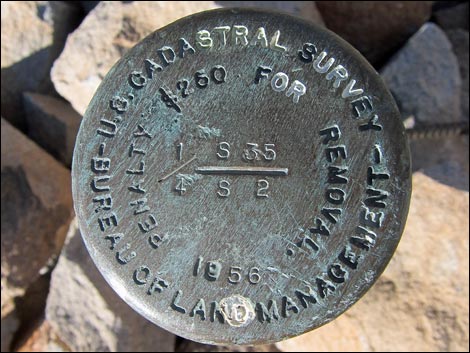 U.S. CADASTRAL SURVEY
PENALTY $250 FOR REMOVAL.
1 S 35
4 S 2
1956
-BUREAU OF LAND MANAGEMENT-